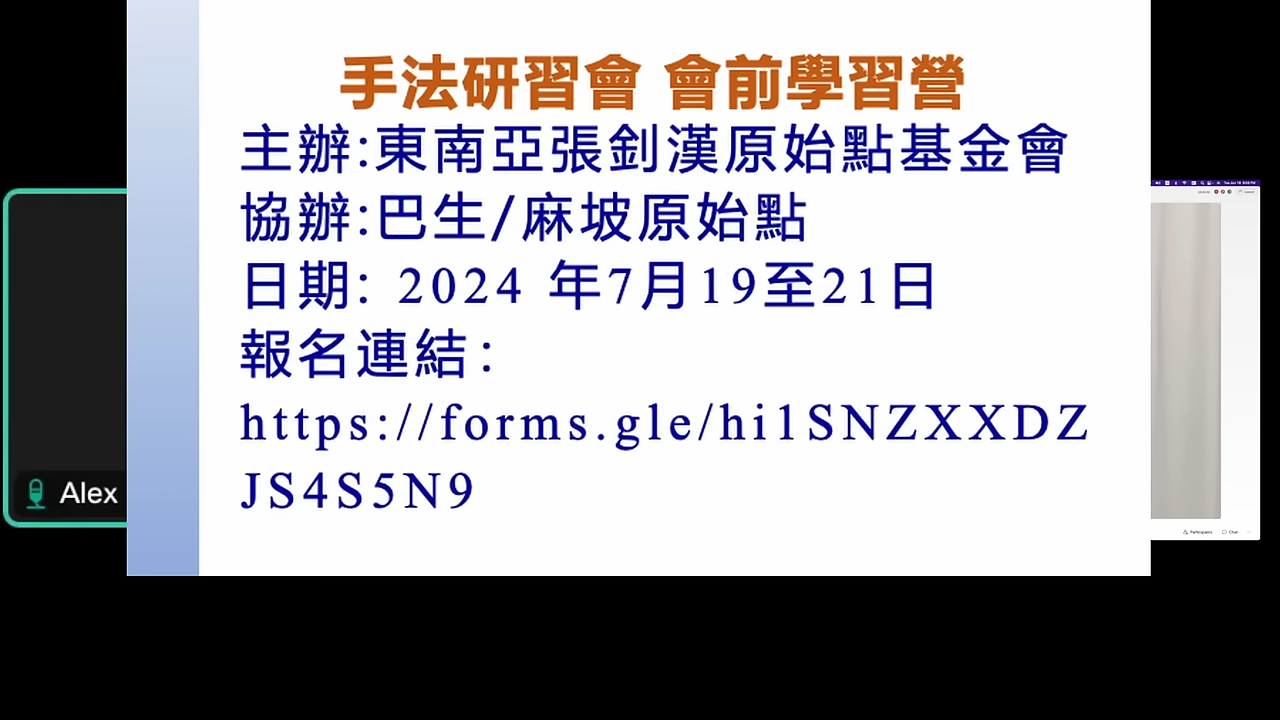 手法研習會 會前學習營
主辦:東南亞張釗漢原始點基金會
協辦:巴生/麻坡原始點
日期: 2024 年7月19至21日
報名連結:
https://forms.gle/hi1SNZXXDZ
JS4S5N9
Alex
Participants
Chat